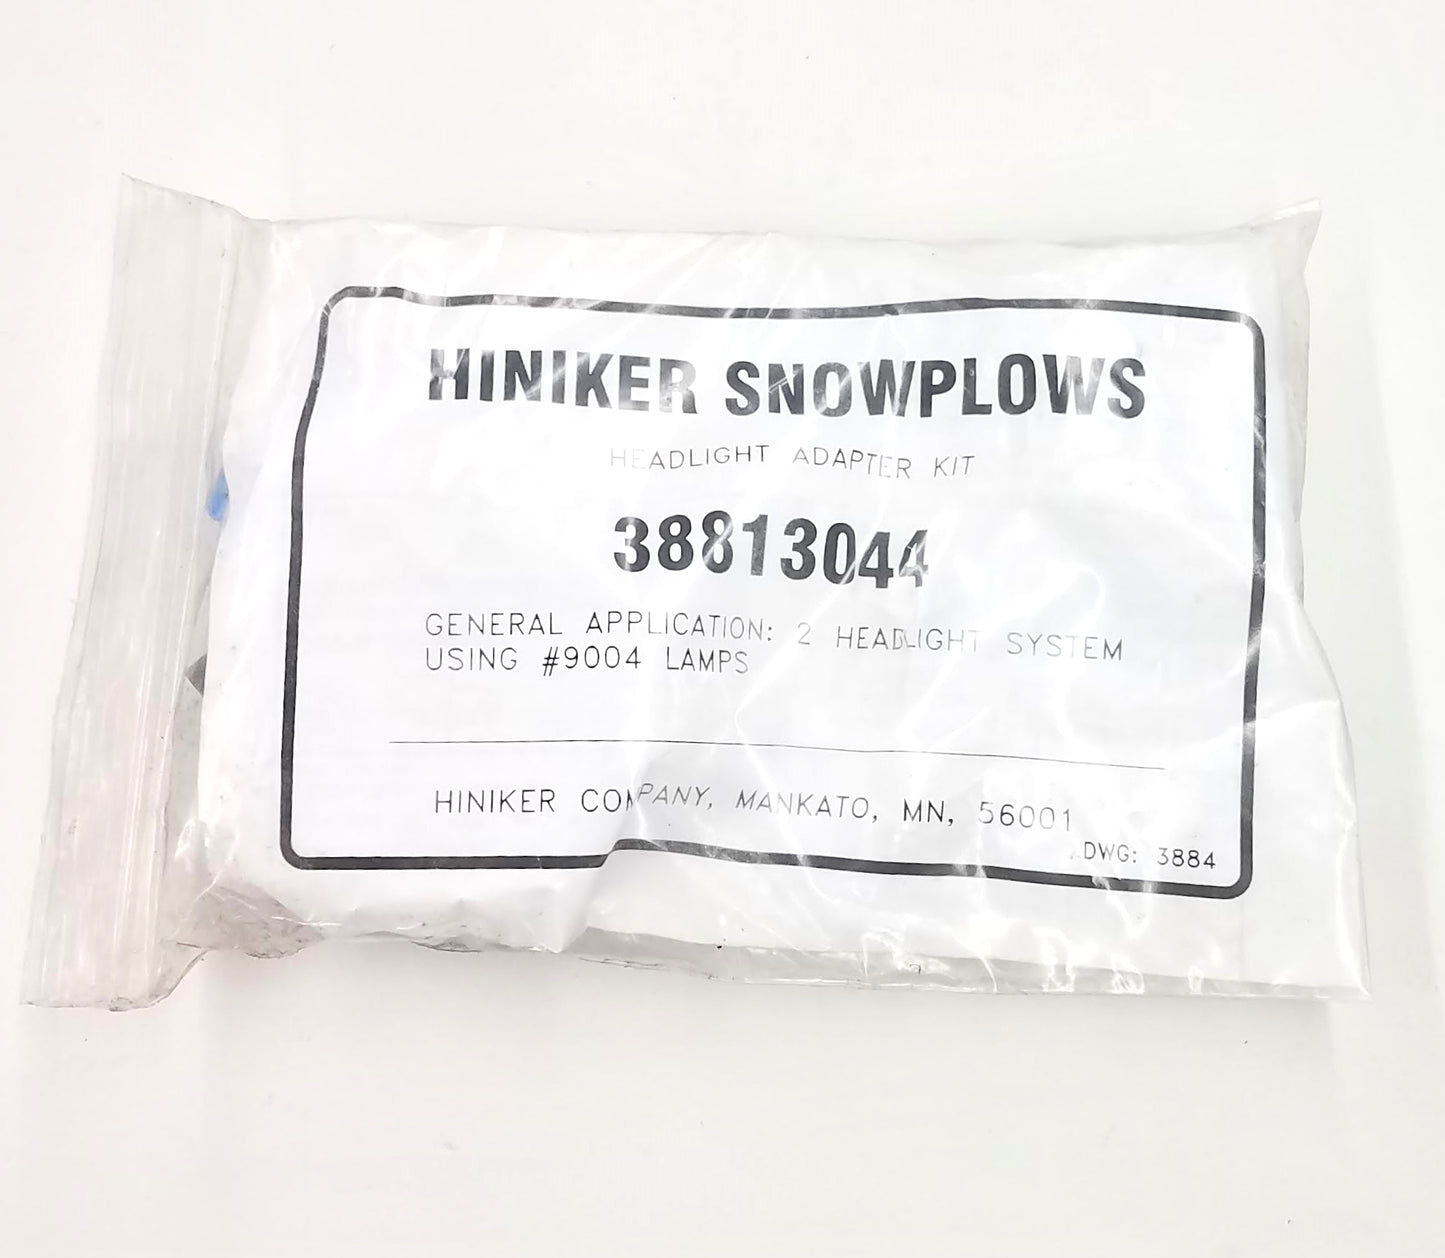 HINIKER SNOWPLOWS
HEADLIGHT ADAPTER KIT
38813044
GENERAL APPLICATION: 2 HEADLIGHT SYSTEM
USING #9004 LAMPS
HINIKER COMPANY, MANKATO, MN, 56001
DWG: 3884